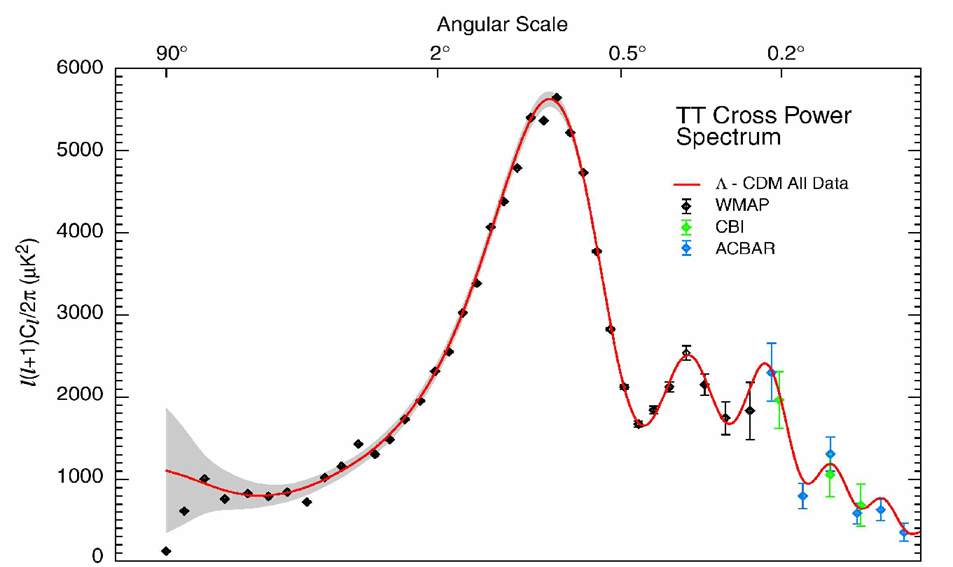 Angular Scale
90° 2° 0.5° 0.2°
6000
TT Cross Power
Spectrum
5000
Λ - CDM All Data
WMAP
CBI
ACBAR
4000
l(l+1)Cl/2π (μK²)
3000
2000
1000
0